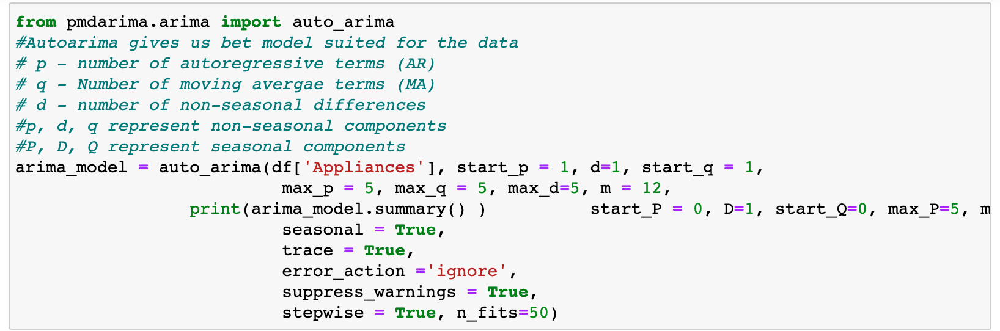 from pmdarima.arima import auto_arima
#Autoarima gives us bet model suited for the data
# p - number of autoregressive terms (AR)
# q - Number of moving avergae terms (MA)
# d - number of non-seasonal differences
#p, d, q represent non-seasonal components
#P, D, Q represent seasonal components
arima_model = auto_arima(df['Appliances'], start_p = 1, d=1, start_q = 1,
                          max_p = 5, max_q = 5, max_d=5, m = 12,
                 print(arima_model.summary() )          start_P = 0, D=1, start_Q=0, max_P=5, m
                          seasonal = True,
                          trace = True,
                          error_action ='ignore',
                          suppress_warnings = True,
                          stepwise = True, n_fits=50)